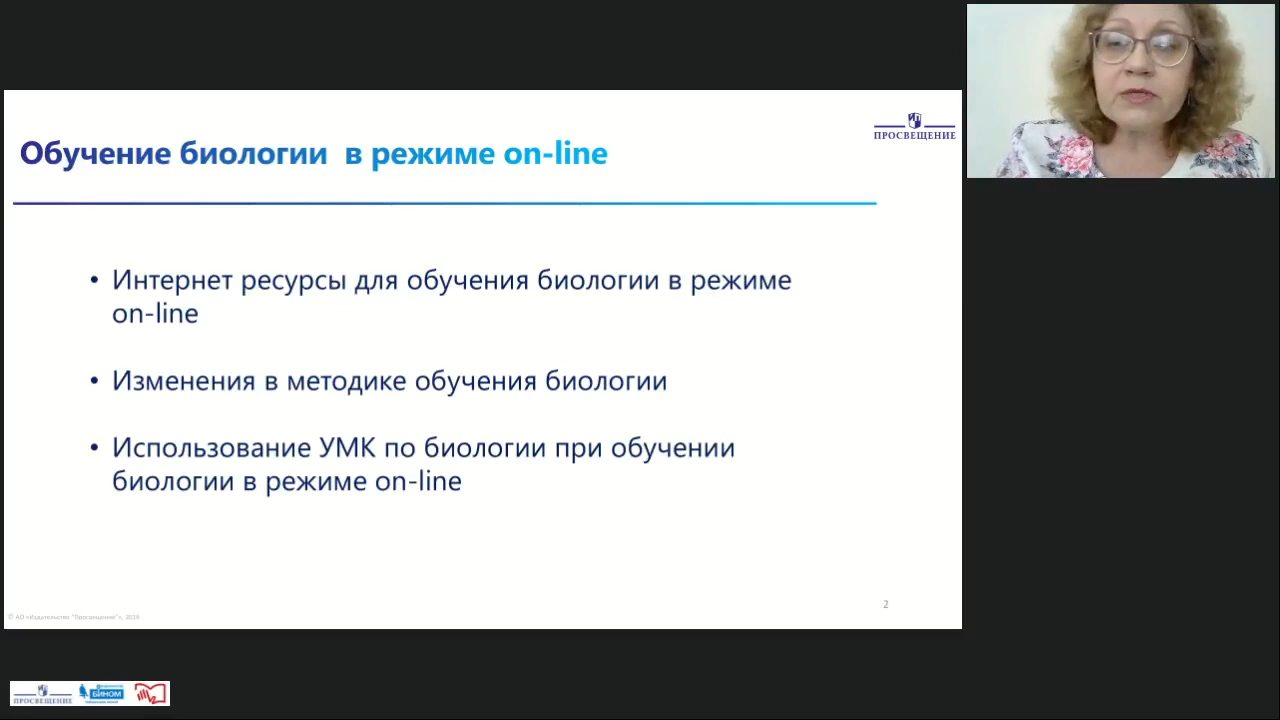 ПРОСВЕЩЕНИЕ
Обучение биологии в режиме on-line
• Интернет ресурсы для обучения биологии в режиме
on-line
• Изменения в методике обучения биологии
• Использование УМК по биологии при обучении
биологии в режиме on-line
2
© АО «Издательство "Просвещение"», 2019
ПРОСВЕЩЕНИЕ
БИНОМ